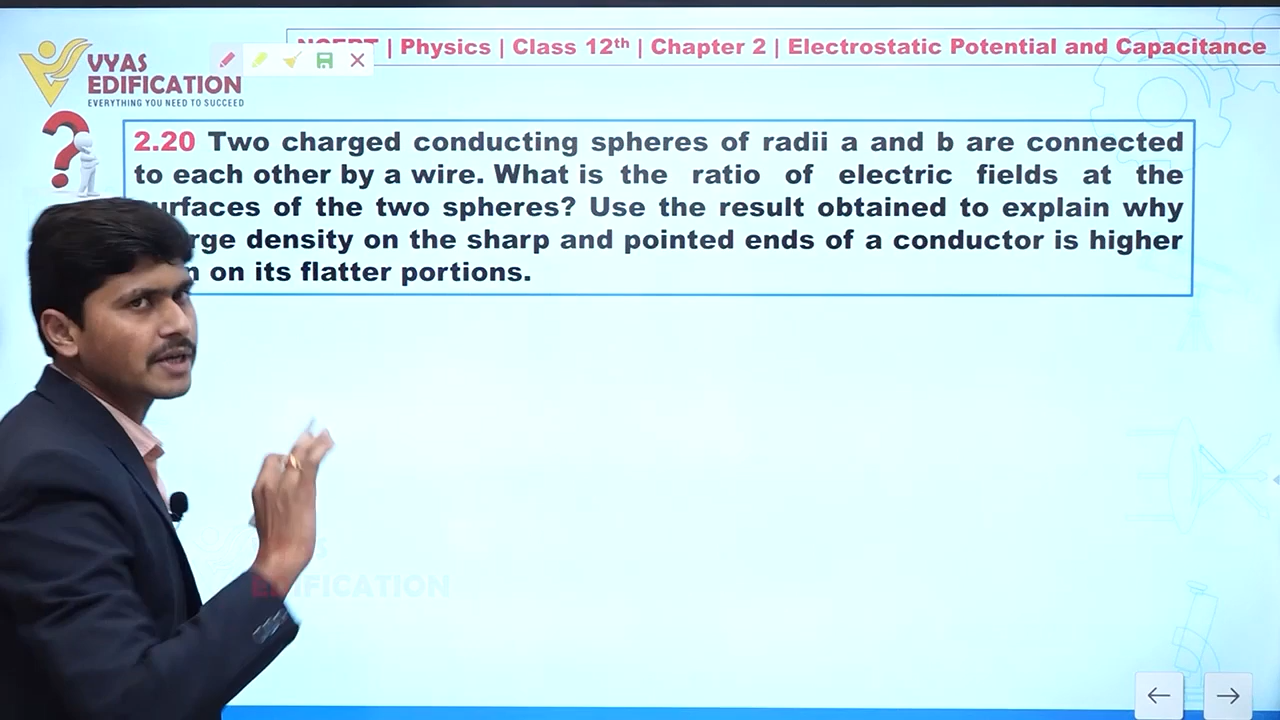 VYAS
EDIFICATION
EVERYTHING YOU NEED TO SUCCEED
| Physics | Class 12th | Chapter 2 | Electrostatic Potential and Capacitance
2.20 Two charged conducting spheres of radii a and b are connected
to each other by a wire. What is the ratio of electric fields at the
of the two spheres? Use the result obtained to explain why
density on the sharp and pointed ends of a conductor is higher
on its flatter portions.
EDIFICATION